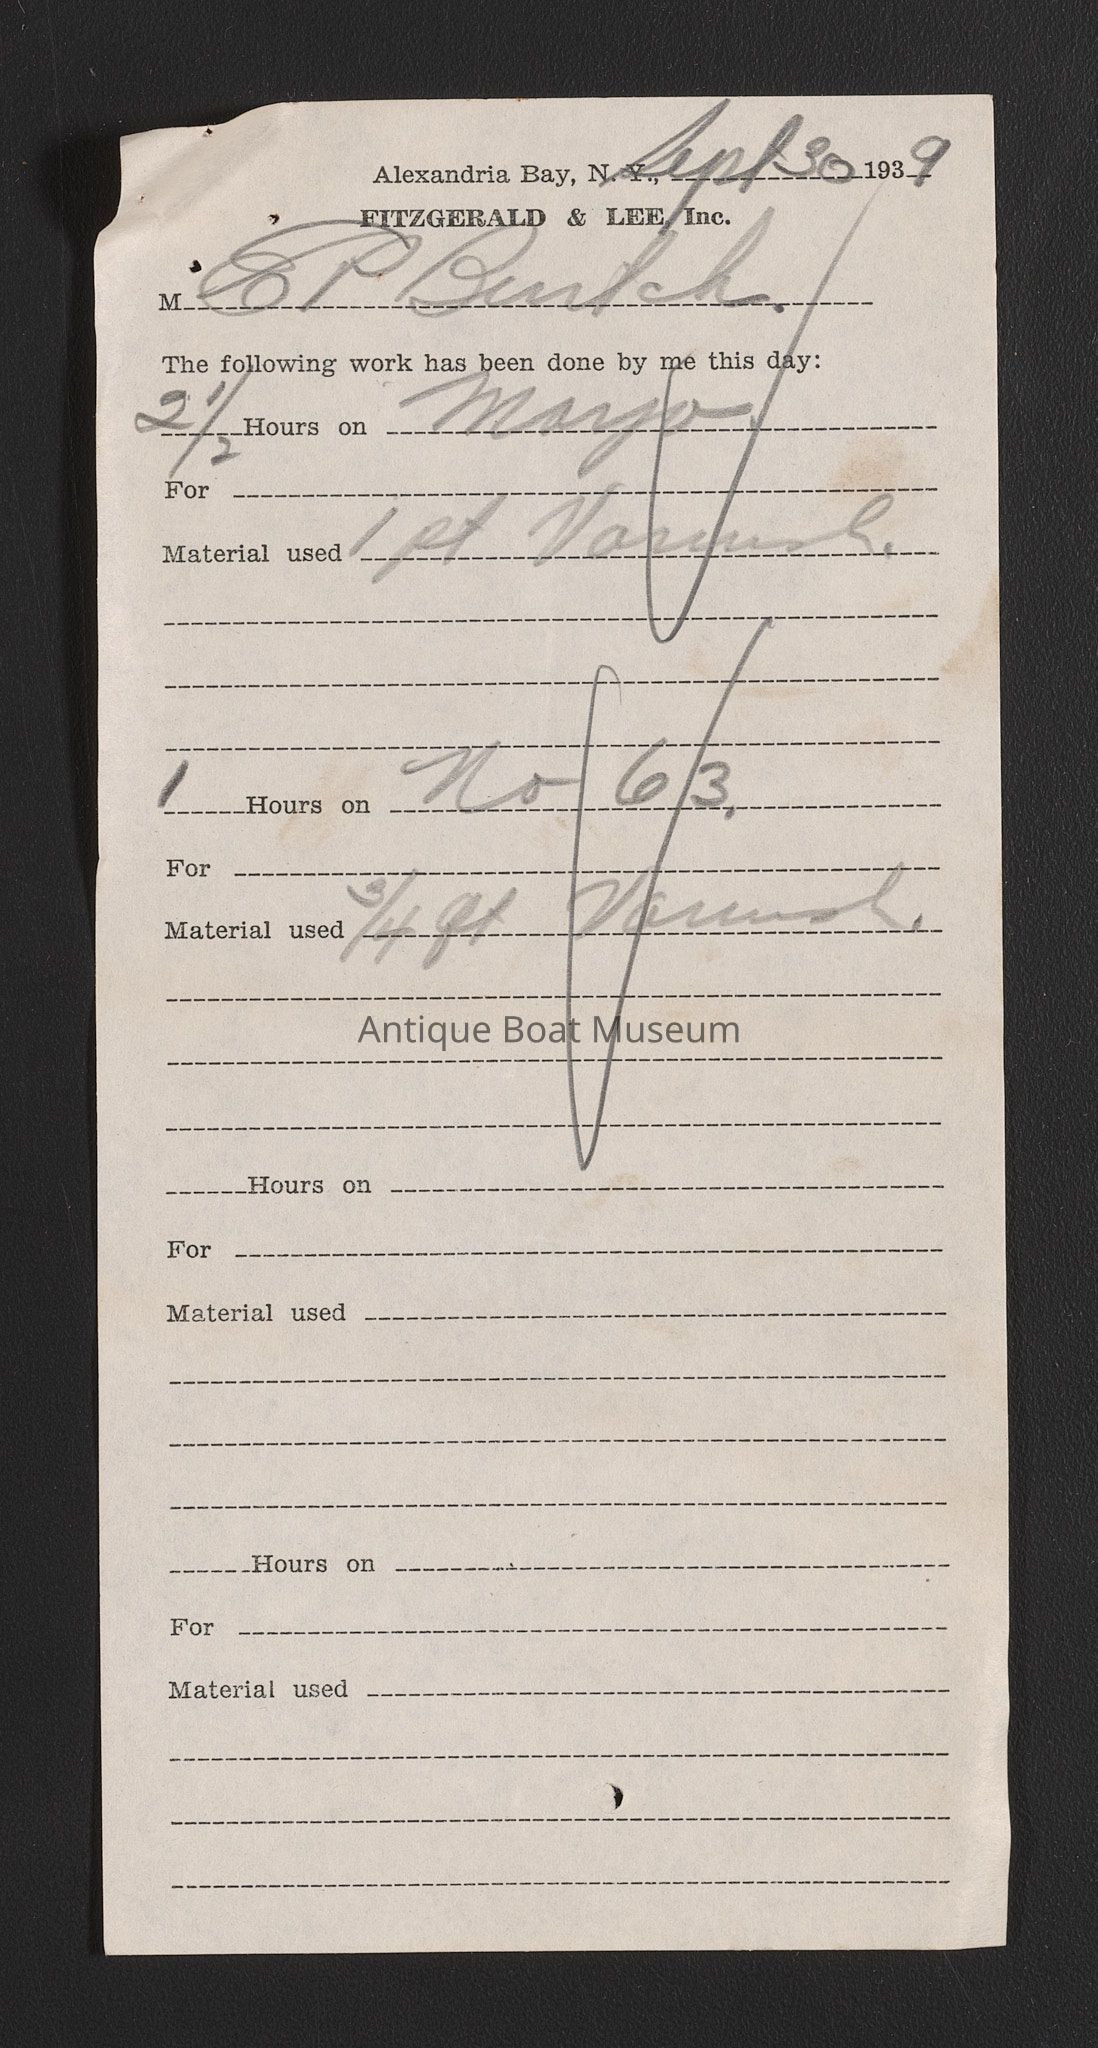 Alexandria Bay, N. Y., Sept 30 1939
FITZGERALD & LEE, Inc.
M E P Burtch.
The following work has been done by me this day:
2 1/2 Hours on Margo.
For
Material used 1 pt Varnish.
1 Hours on No 63.
For
Material used 3/4 qt Varnish.
Antique Boat Museum
Hours on
For
Material used
Hours on
For
Material used